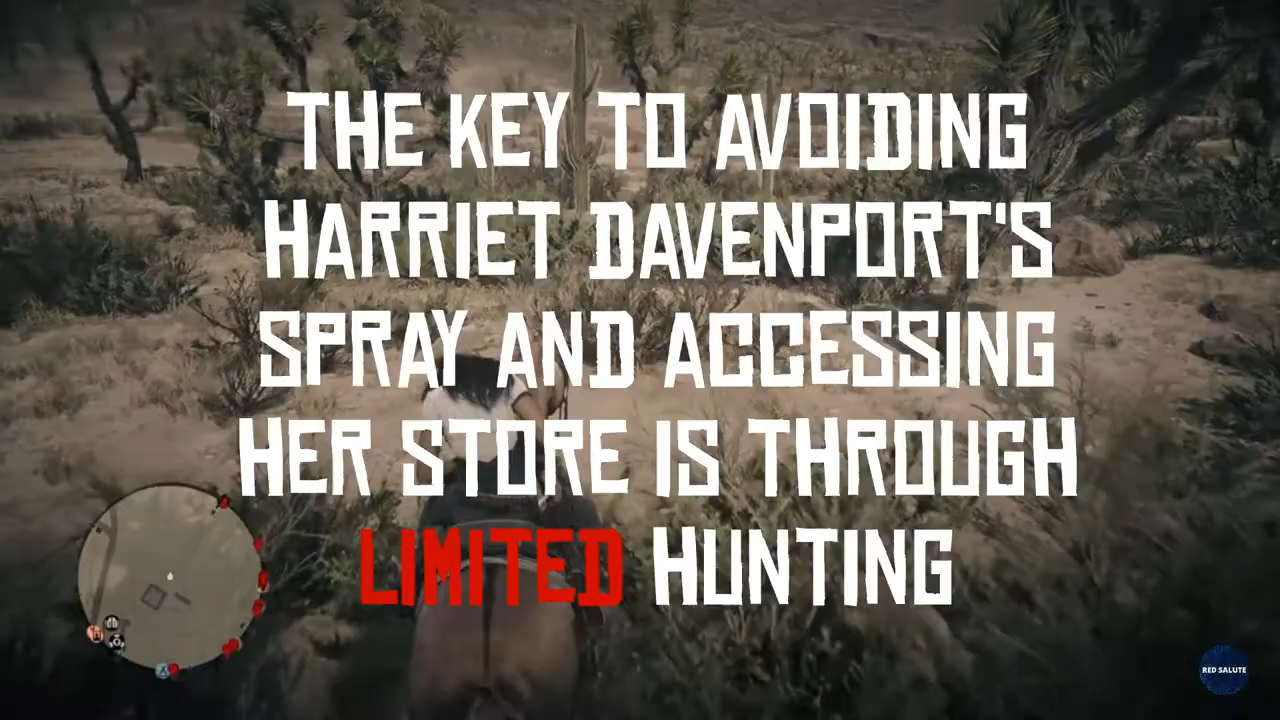 THE KEY TO AVOIDING
HARRIET DAVENPORT'S
SPRAY AND ACCESSING
HER STORE IS THROUGH
LIMITED HUNTING
RED SALUTE